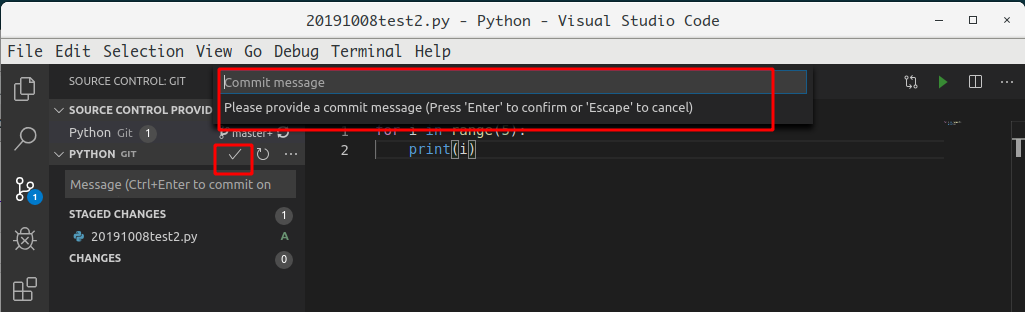 20191008test2.py - Python - Visual Studio Code
File Edit Selection View Go Debug Terminal Help
SOURCE CONTROL: GIT
Commit message
Please provide a commit message (Press 'Enter' to confirm or 'Escape' to cancel)
SOURCE CONTROL PROVID
Python Git 1 master+
1 for i in range(5):
PYTHON GIT
2 print(i)
Message (Ctrl+Enter to commit on
STAGED CHANGES 1
1
20191008test2.py A
CHANGES 0